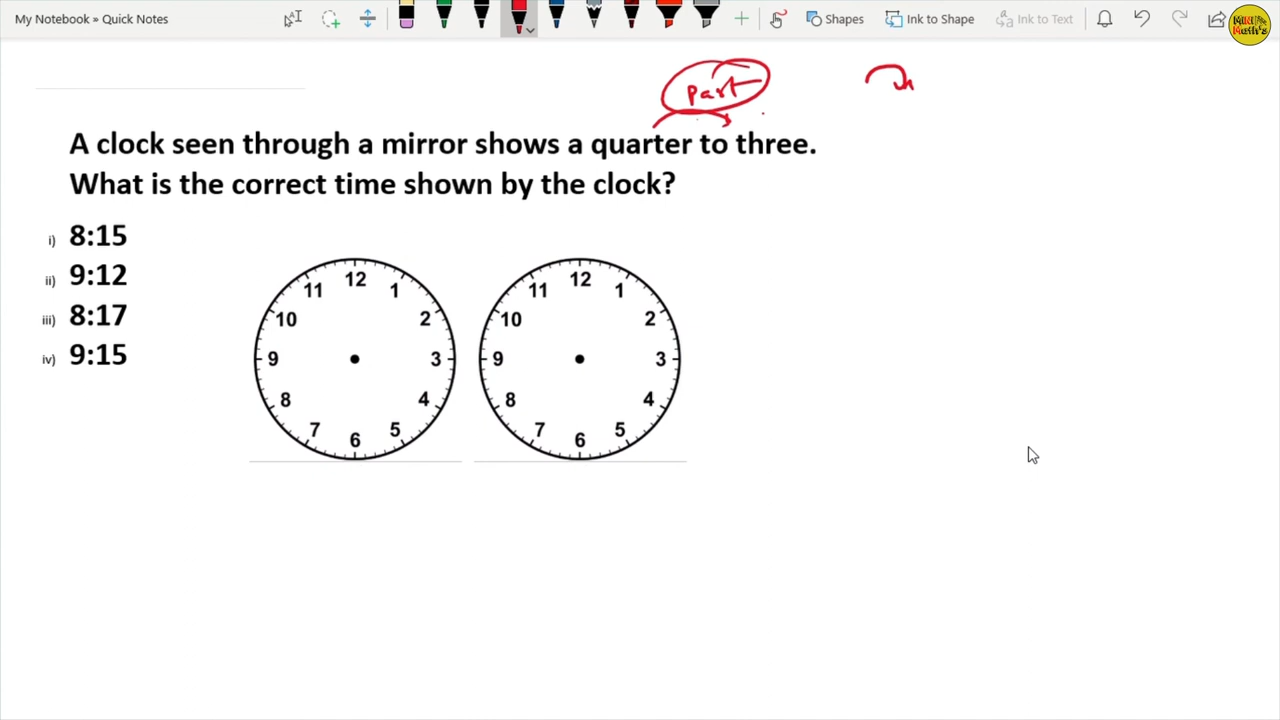 My Notebook » Quick Notes
Shapes
Ink to Shape
Ink to Text
MINI Math's
Part
A clock seen through a mirror shows a quarter to three.
What is the correct time shown by the clock?
i) 8:15
ii) 9:12
iii) 8:17
iv) 9:15
12
11 1
10 2
9 3
8 4
7 5
6
12
11 1
10 2
9 3
8 4
7 5
6